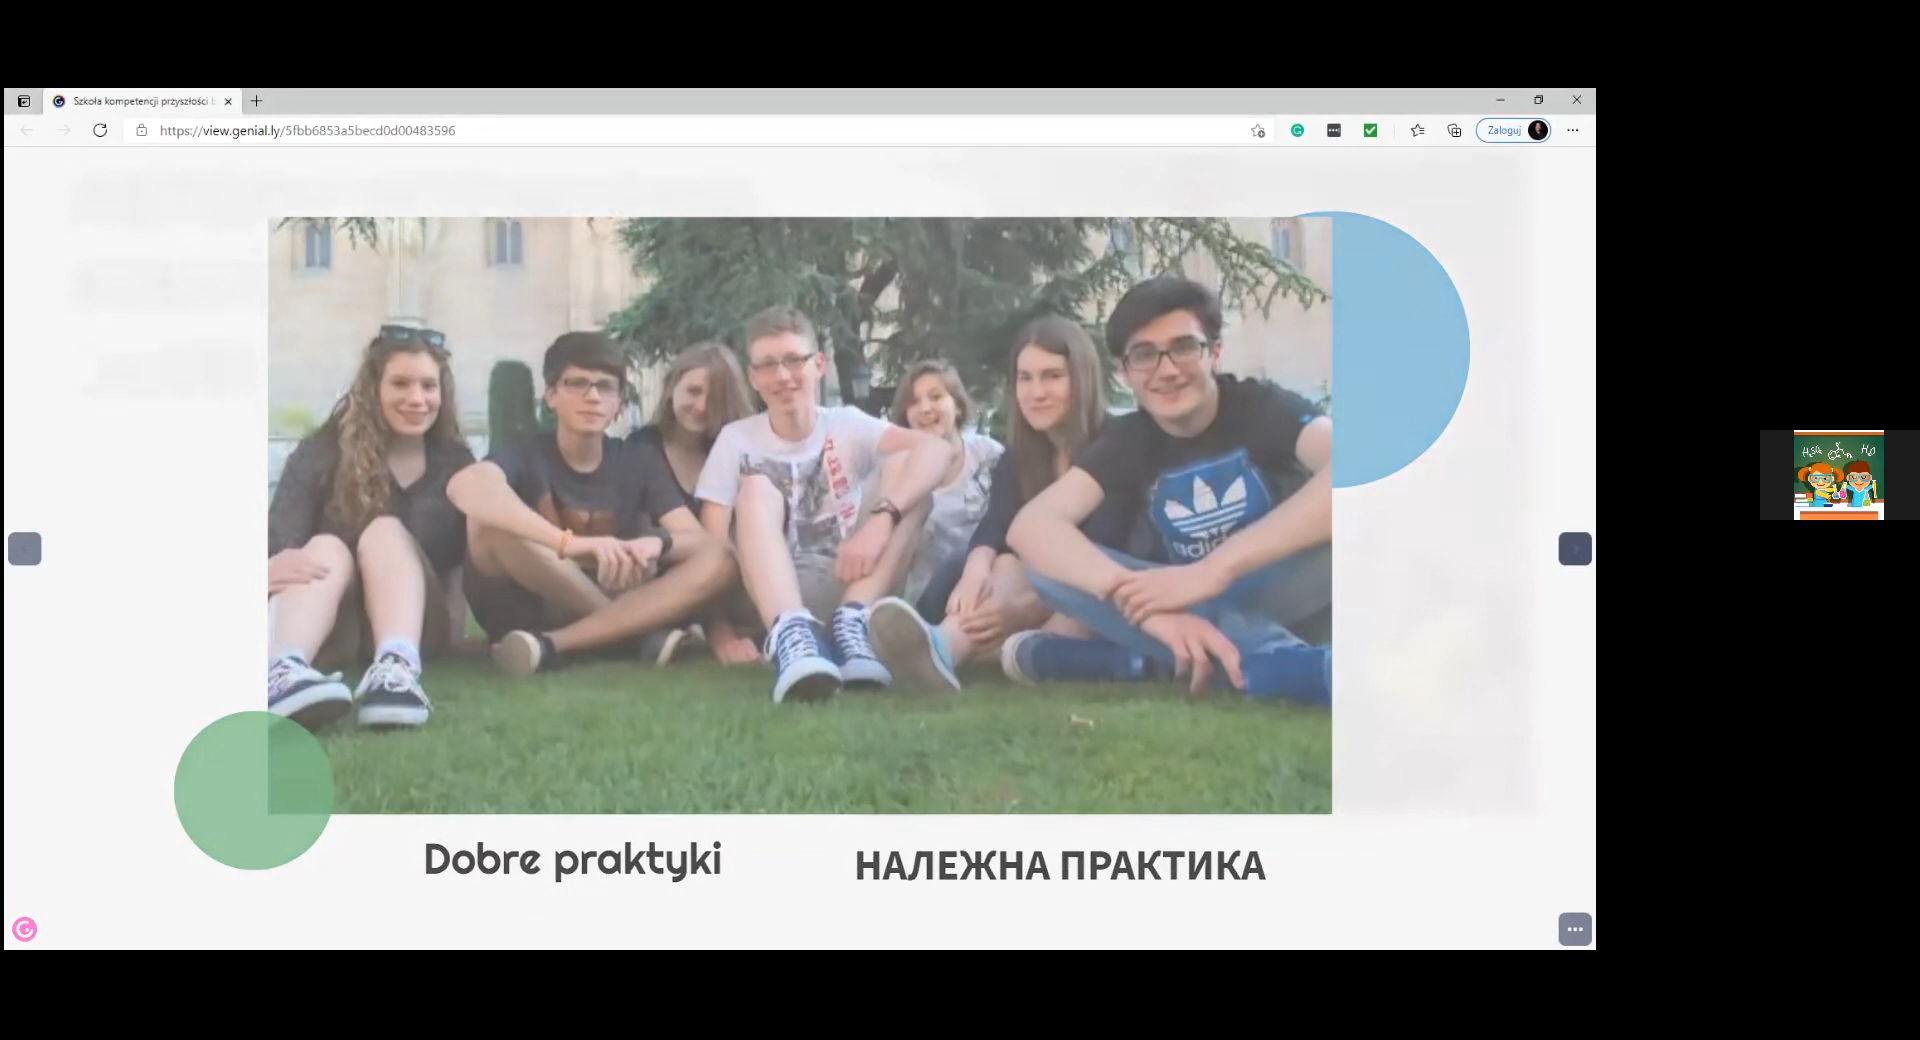 Szkoła kompetencji przyszłości
https://view.genial.ly/5fbb6853a5becd0d00483596
Zaloguj
adidas
Dobre praktyki
НАЛЕЖНА ПРАКТИКА